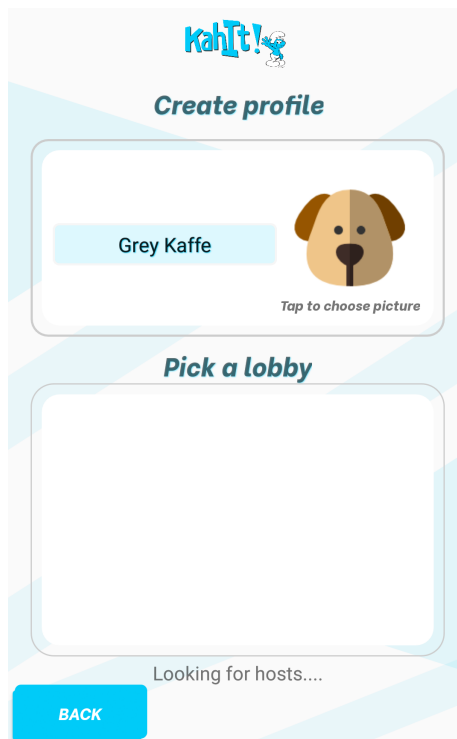 KahIt!
Create profile
Grey Kaffe
Tap to choose picture
Pick a lobby
Looking for hosts....
BACK